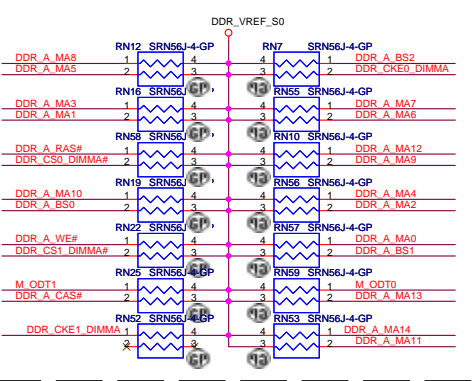 DDR_VREF_S0
RN12 SRN56J-4-GP RN7 SRN56J-4-GP
DDR_A_MA8 1 4 4 1 DDR_A_BS2
DDR_A_MA5 2 3 3 2 DDR_CKE0_DIMMA
RN16 SRN56J RN55 SRN56J-4-GP
DDR_A_MA3 1 4 4 1 DDR_A_MA7
DDR_A_MA1 2 3 3 2 DDR_A_MA6
RN58 SRN56J RN10 SRN56J-4-GP
DDR_A_RAS# 1 4 4 1 DDR_A_MA12
DDR_CS0_DIMMA# 2 3 3 2 DDR_A_MA9
RN19 SRN56J RN56 SRN56J-4-GP
DDR_A_MA10 1 4 4 1 DDR_A_MA4
DDR_A_BS0 2 3 3 2 DDR_A_MA2
RN22 SRN56J RN57 SRN56J-4-GP
DDR_A_WE# 1 4 4 1 DDR_A_MA0
DDR_CS1_DIMMA# 2 3 3 2 DDR_A_BS1
RN25 SRN56J-4-GP RN59 SRN56J-4-GP
M_ODT1 1 4 4 1 M_ODT0
DDR_A_CAS# 2 3 3 2 DDR_A_MA13
RN52 SRN56J-4-GP RN53 SRN56J-4-GP
DDR_CKE1_DIMMA 1 4 4 1 DDR_A_MA14
2 3 3 2 DDR_A_MA11